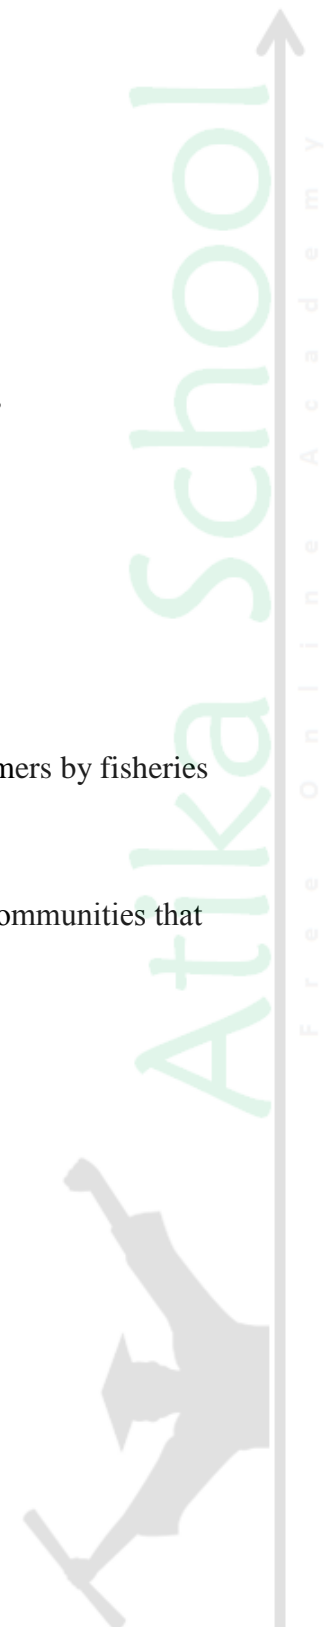 mers by fisheries
ommunities that
Atika School
Free Online Academy